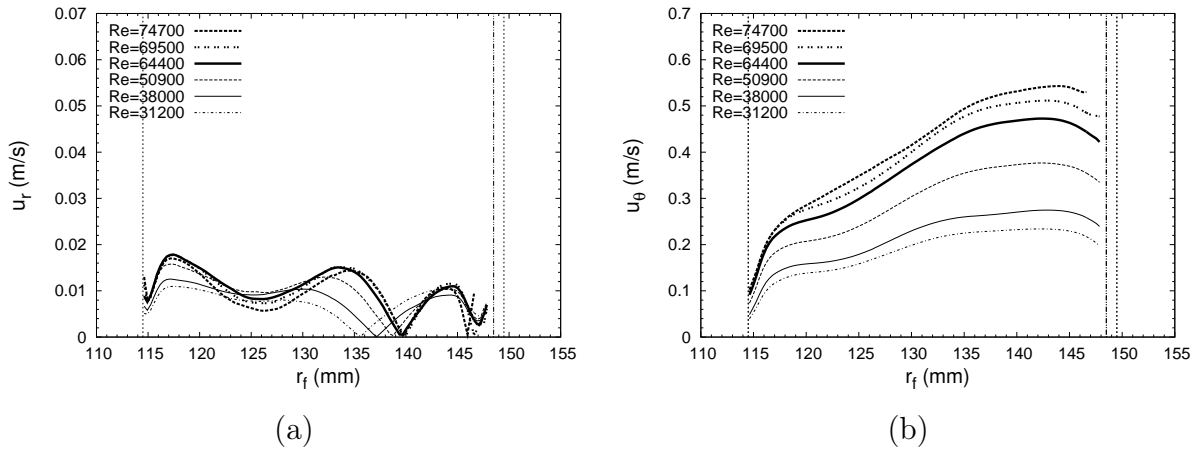 0.07
0.06
0.05
0.04
0.03
0.02
0.01
0
u_r (m/s)
Re=74700
Re=69500
Re=64400
Re=50900
Re=38000
Re=31200
110 115 120 125 130 135 140 145 150 155
r_f (mm)
(a)
0.7
0.6
0.5
0.4
0.3
0.2
0.1
0
u_θ (m/s)
Re=74700
Re=69500
Re=64400
Re=50900
Re=38000
Re=31200
110 115 120 125 130 135 140 145 150 155
r_f (mm)
(b)